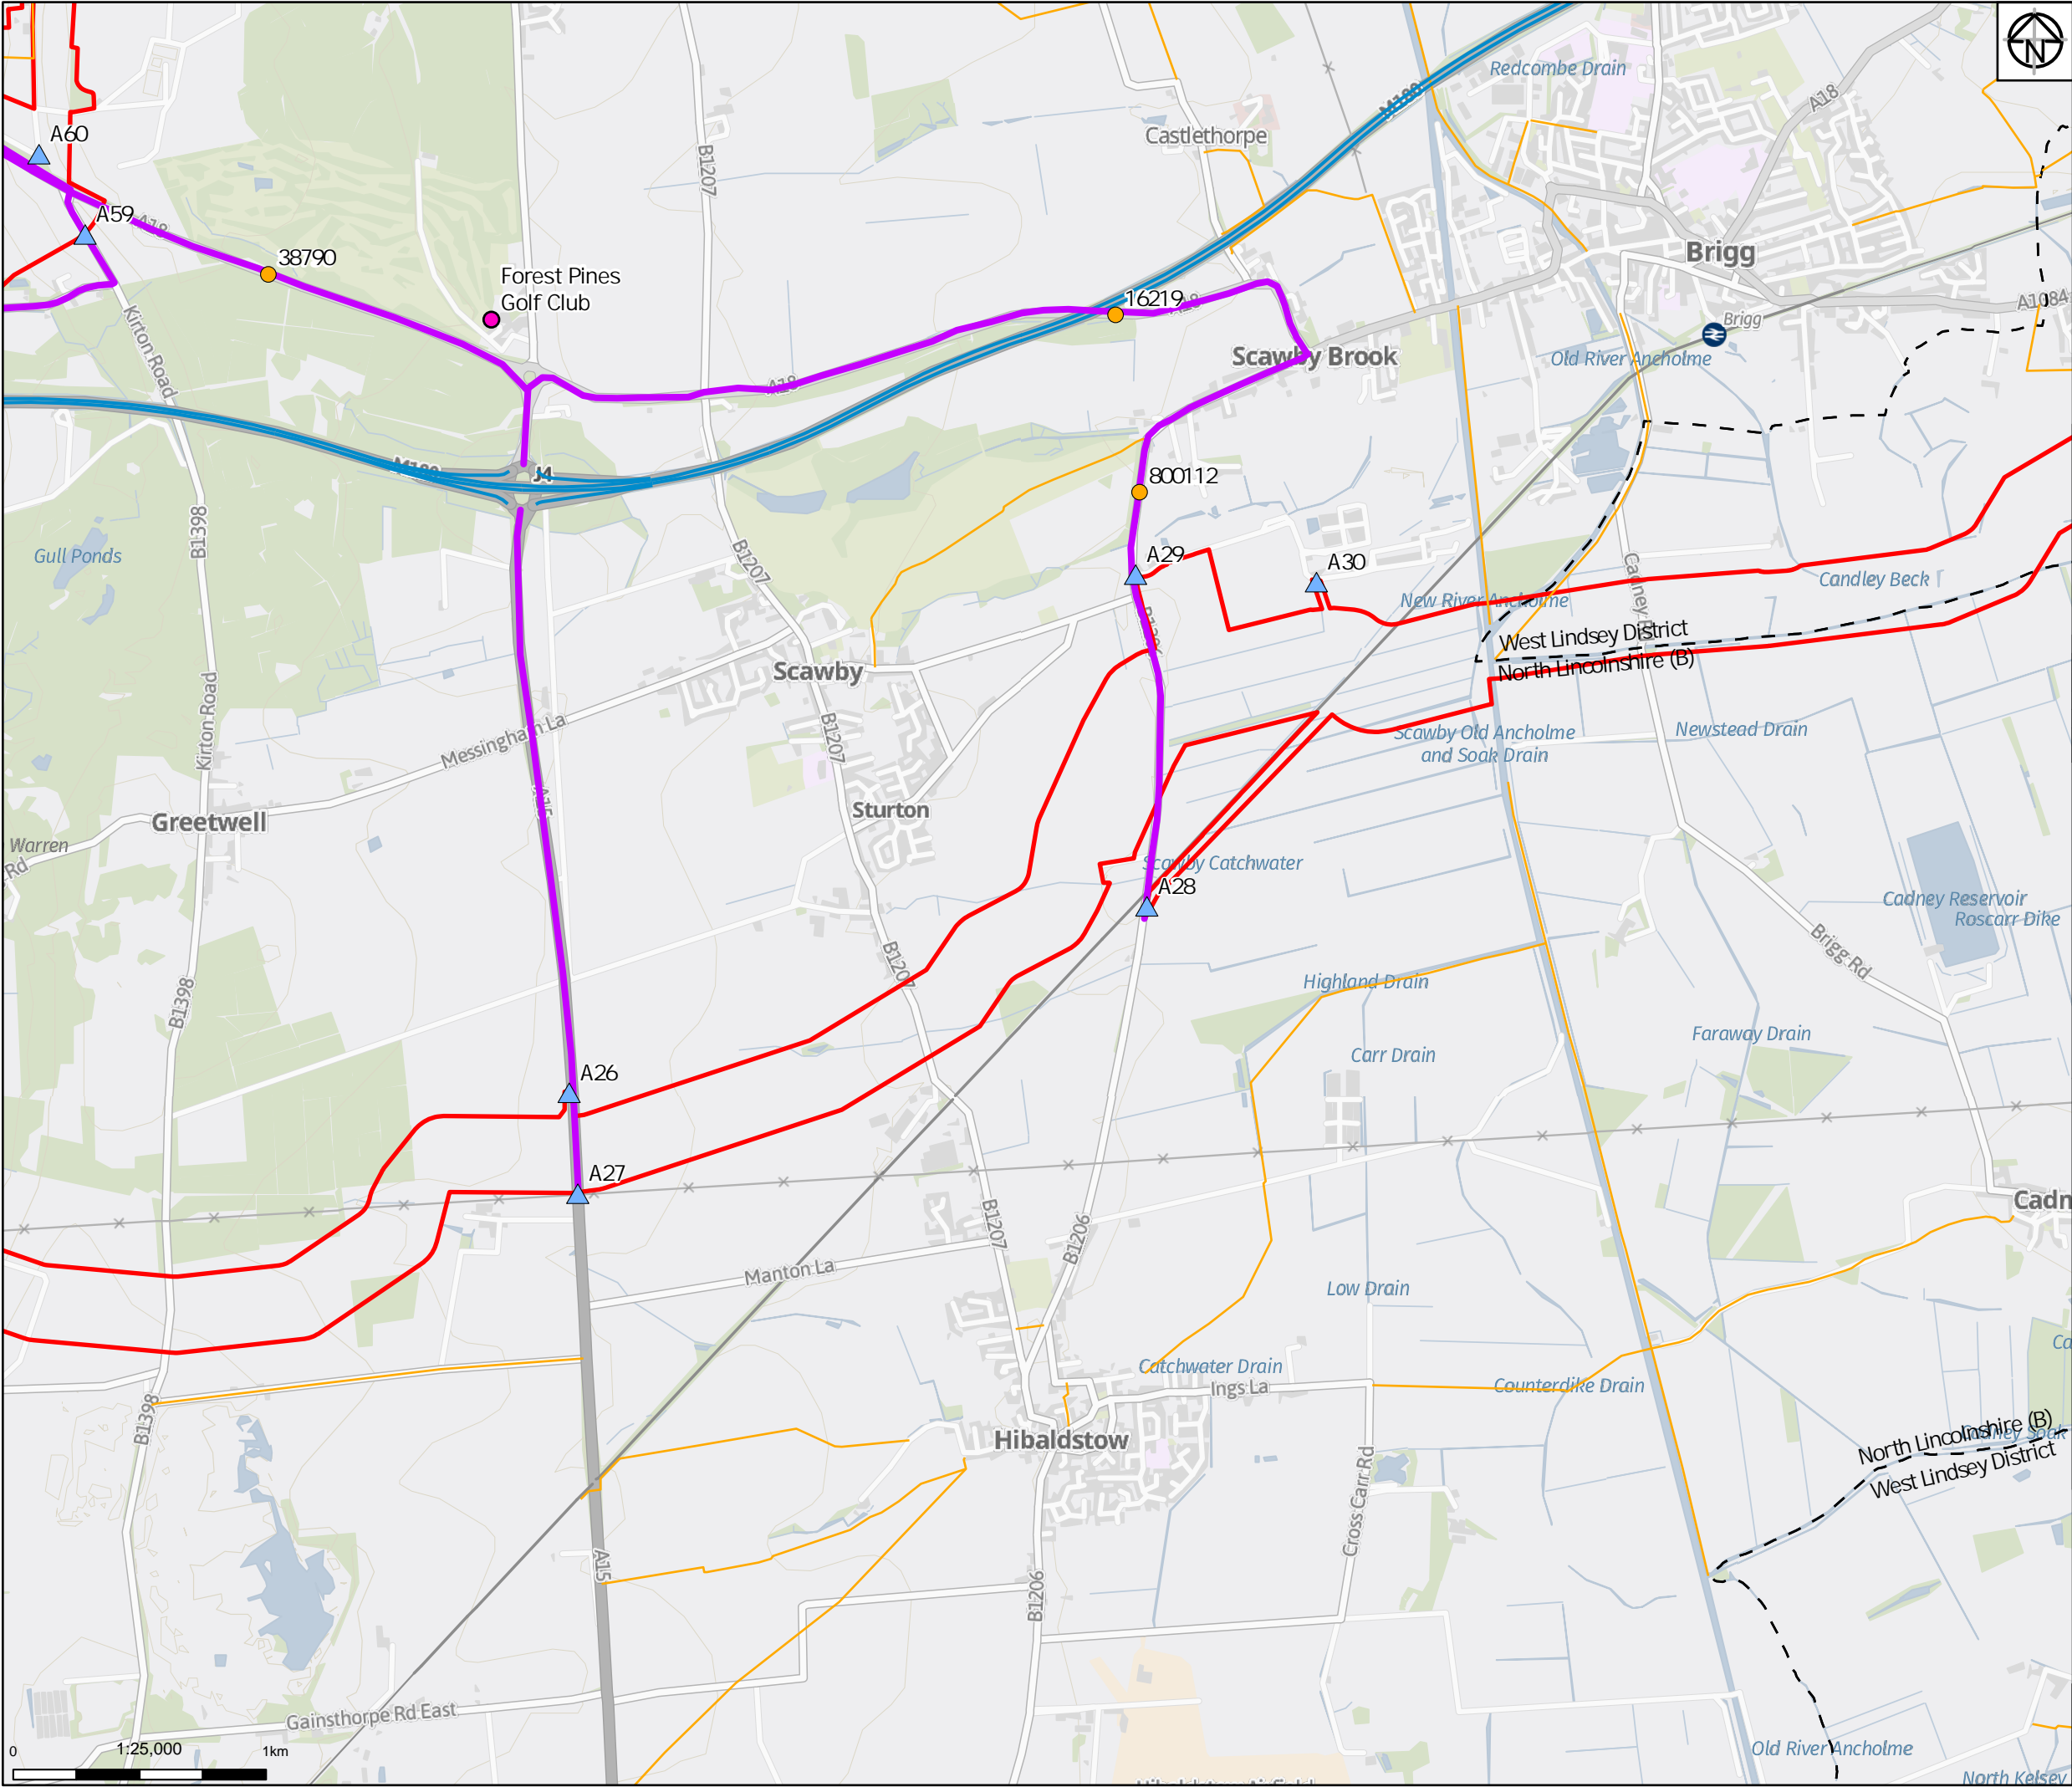 N
Redcombe Drain
M180
A18
A60
Castlethorpe
B1207
A59
A18
38790
Brigg
Forest Pines
Golf Club
16219
A18
A1084
Brigg
Kirton Road
Scawby Brook
Old River Ancholme
A18
M180
J4
800112
B1398
Gull Ponds
B1207
A29
A30
Candley Beck
New River Ancholme
West Lindsey District
North Lincolnshire (B)
Scawby
Kirton Road
Messingham La
B1207
Scawby Old Ancholme
and Soak Drain
Newstead Drain
A15
Sturton
Greetwell
Warren
Rd
Scawby Catchwater
A28
Cadney Reservoir
Roscarr Dike
Brigg Rd
B1207
B1398
Highland Drain
Faraway Drain
Carr Drain
A26
A27
B1207
B1206
Cadn
Manton La
Low Drain
Catchwater Drain
Ings La
Counterdike Drain
Ca
B1398
Hibaldstow
North Lincolnshire (B)
West Lindsey District
Cross Carr Rd
A15
B1206
Gainsthorpe Rd East
0
1:25,000
1km
Old River Ancholme
North Kelsey